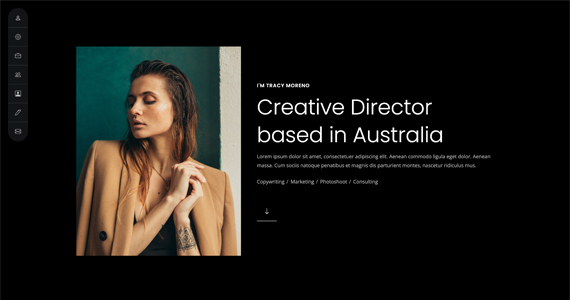 I'M TRACY MORENO
Creative Director
based in Australia
Lorem ipsum dolor sit amet, consectetuer adipiscing elit. Aenean commodo ligula eget dolor. Aenean
massa. Cum sociis natoque penatibus et magnis dis parturient montes, nascetur ridiculus mus.
Copywriting / Marketing / Photoshoot / Consulting